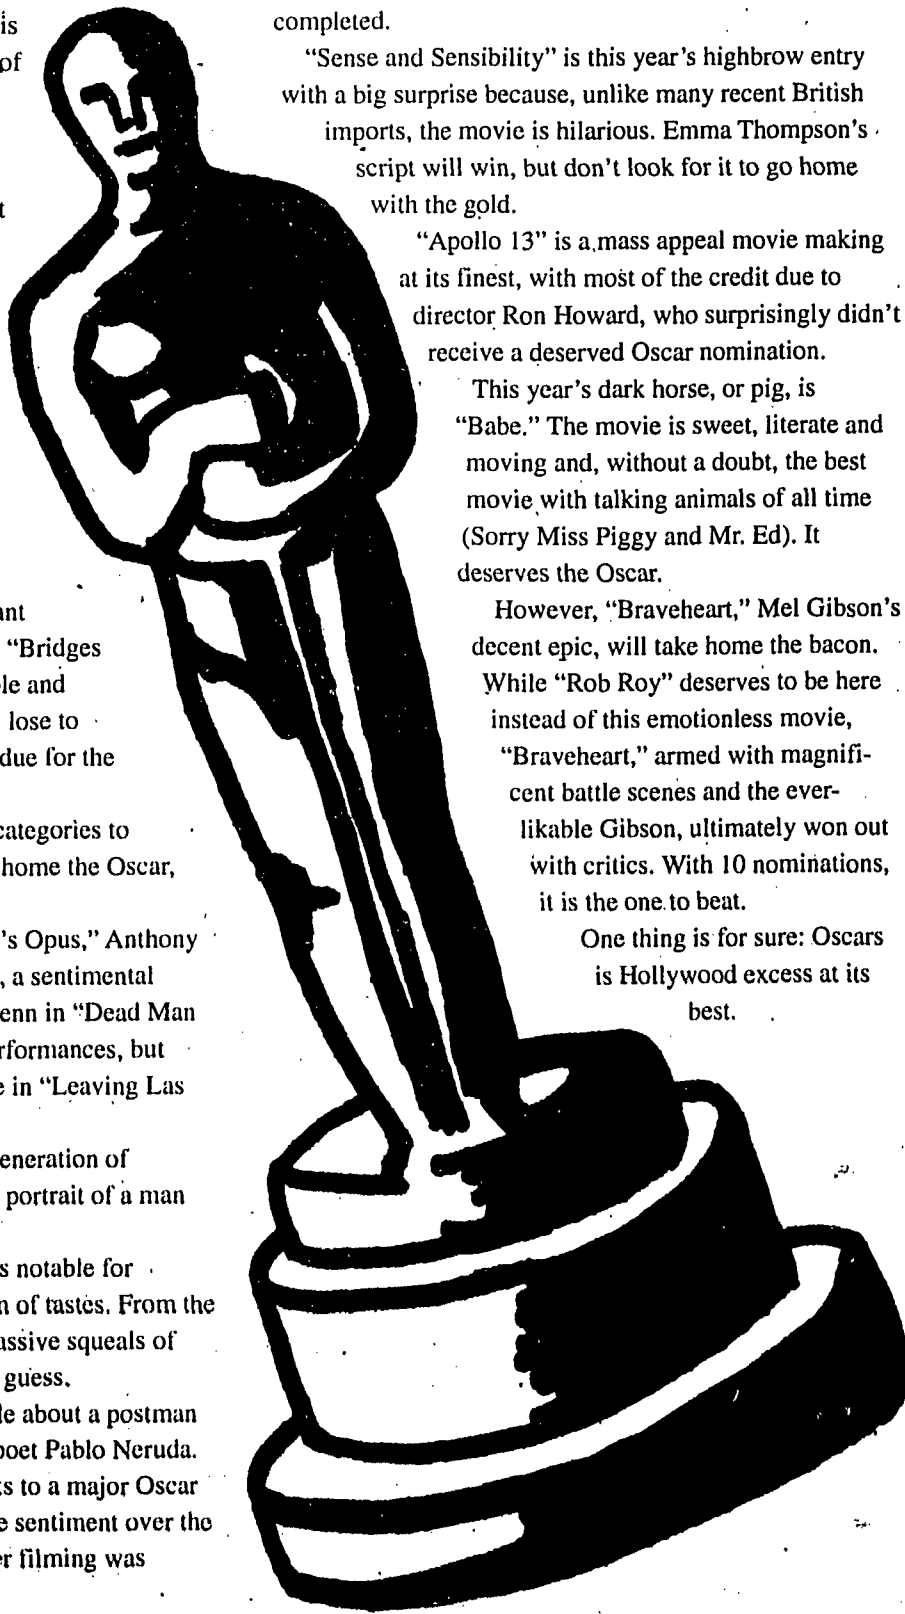 is
of
t
ant
“Bridges
le and
lose to
due for the
categories to
home the Oscar,
's Opus,” Anthony
, a sentimental
enn in “Dead Man
rformances, but
e in “Leaving Las
eneration of
portrait of a man
s notable for
n of tastes. From the
assive squeals of
guess.
le about a postman
poet Pablo Neruda.
s to a major Oscar
e sentiment over the
r filming was
completed.
“Sense and Sensibility” is this year's highbrow entry
with a big surprise because, unlike many recent British
imports, the movie is hilarious. Emma Thompson's
script will win, but don't look for it to go home
with the gold.
“Apollo 13” is a mass appeal movie making
at its finest, with most of the credit due to
director Ron Howard, who surprisingly didn't
receive a deserved Oscar nomination.
This year's dark horse, or pig, is
“Babe.” The movie is sweet, literate and
moving and, without a doubt, the best
movie with talking animals of all time
(Sorry Miss Piggy and Mr. Ed). It
deserves the Oscar.
However, “Braveheart,” Mel Gibson's
decent epic, will take home the bacon.
While “Rob Roy” deserves to be here
instead of this emotionless movie,
“Braveheart,” armed with magnifi-
cent battle scenes and the ever-
likable Gibson, ultimately won out
with critics. With 10 nominations,
it is the one to beat.
One thing is for sure: Oscars
is Hollywood excess at its
best.